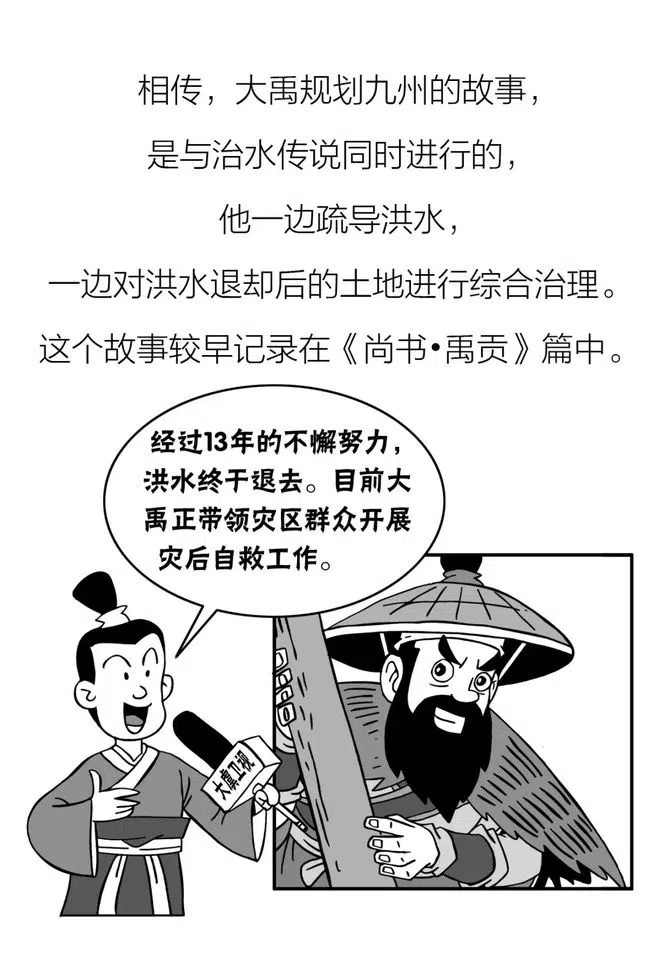 相传，大禹规划九州的故事，
是与治水传说同时进行的，
他一边疏导洪水，
一边对洪水退却后的土地进行综合治理。
这个故事较早记录在《尚书•禹贡》篇中。
经过13年的不懈努力，
洪水终于退去。目前大
禹正带领灾区群众开展
灾后自救工作。
大虞卫视